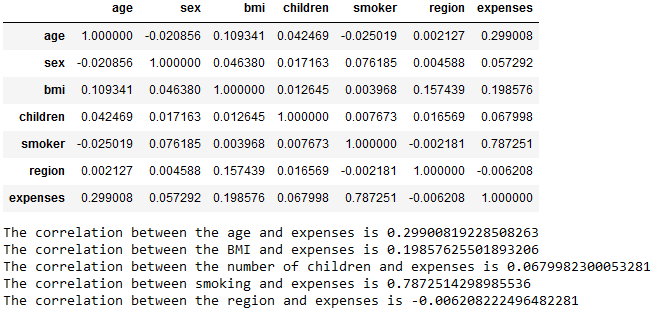 age sex bmi children smoker region expenses
age 1.000000 -0.020856 0.109341 0.042469 -0.025019 0.002127 0.299008
sex -0.020856 1.000000 0.046380 0.017163 0.076185 0.004588 0.057292
bmi 0.109341 0.046380 1.000000 0.012645 0.003968 0.157439 0.198576
children 0.042469 0.017163 0.012645 1.000000 0.007673 0.016569 0.067998
smoker -0.025019 0.076185 0.003968 0.007673 1.000000 -0.002181 0.787251
region 0.002127 0.004588 0.157439 0.016569 -0.002181 1.000000 -0.006208
expenses 0.299008 0.057292 0.198576 0.067998 0.787251 -0.006208 1.000000
The correlation between the age and expenses is 0.29900819228508263
The correlation between the BMI and expenses is 0.19857625501893206
The correlation between the number of children and expenses is 0.0679982300053281
The correlation between smoking and expenses is 0.7872514298985536
The correlation between the region and expenses is -0.006208222496482281